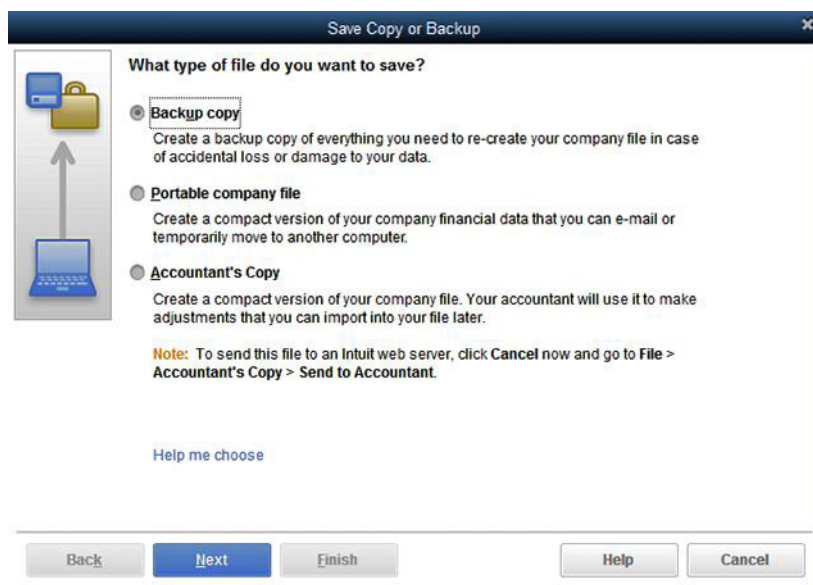 Save Copy or Backup
What type of file do you want to save?
Backup copy
Create a backup copy of everything you need to re-create your company file in case
of accidental loss or damage to your data.
Portable company file
Create a compact version of your company financial data that you can e-mail or
temporarily move to another computer.
Accountant's Copy
Create a compact version of your company file. Your accountant will use it to make
adjustments that you can import into your file later.
Note: To send this file to an Intuit web server, click Cancel now and go to File >
Accountant's Copy > Send to Accountant.
Help me choose
Back Next Finish Help Cancel